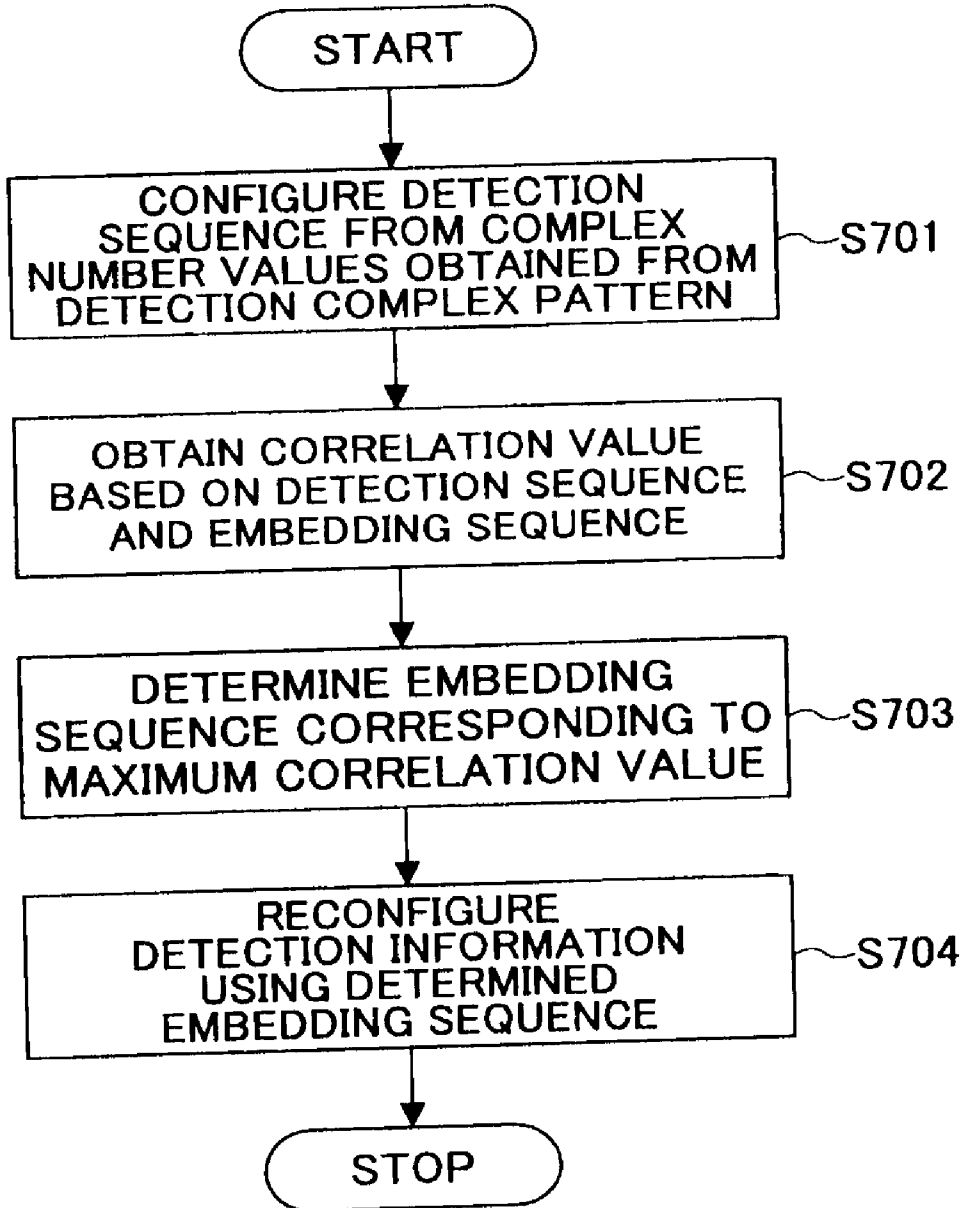 START
CONFIGURE DETECTION
SEQUENCE FROM COMPLEX
NUMBER VALUES OBTAINED FROM
DETECTION COMPLEX PATTERN
S701
OBTAIN CORRELATION VALUE
BASED ON DETECTION SEQUENCE
AND EMBEDDING SEQUENCE
S702
DETERMINE EMBEDDING
SEQUENCE CORRESPONDING TO
MAXIMUM CORRELATION VALUE
S703
RECONFIGURE
DETECTION INFORMATION
USING DETERMINED
EMBEDDING SEQUENCE
S704
STOP